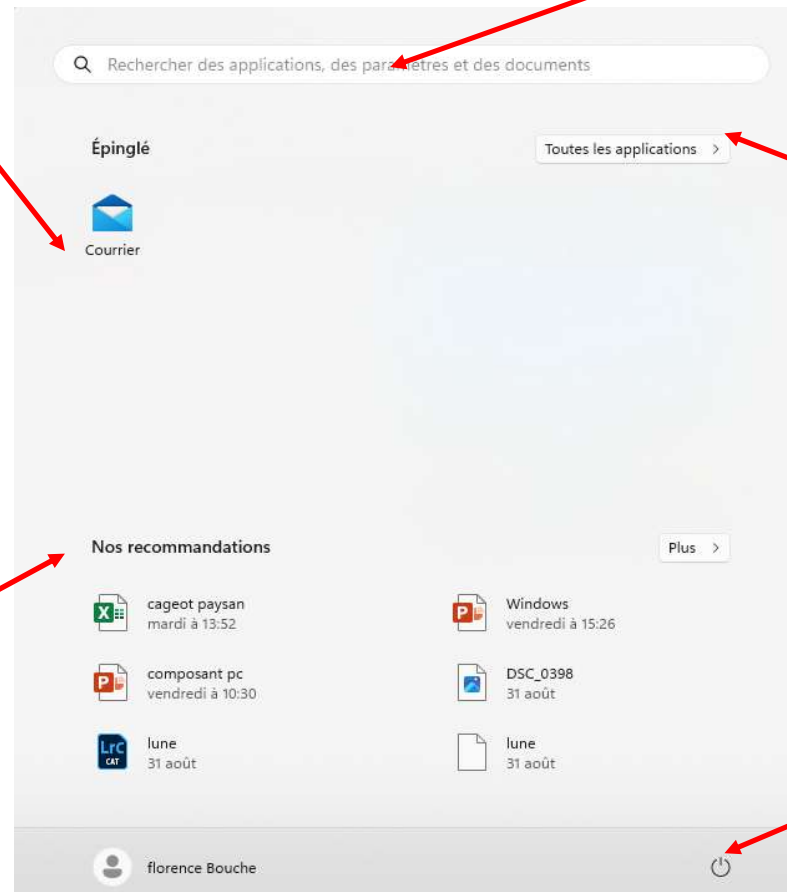 Rechercher des applications, des paramètres et des documents
Épinglé
Toutes les applications >
Courrier
Nos recommandations
Plus >
cageot paysan
mardi à 13:52
Windows
vendredi à 15:26
composant pc
vendredi à 10:30
DSC_0398
31 août
LrC
CAT
lune
31 août
lune
31 août
florence Bouche